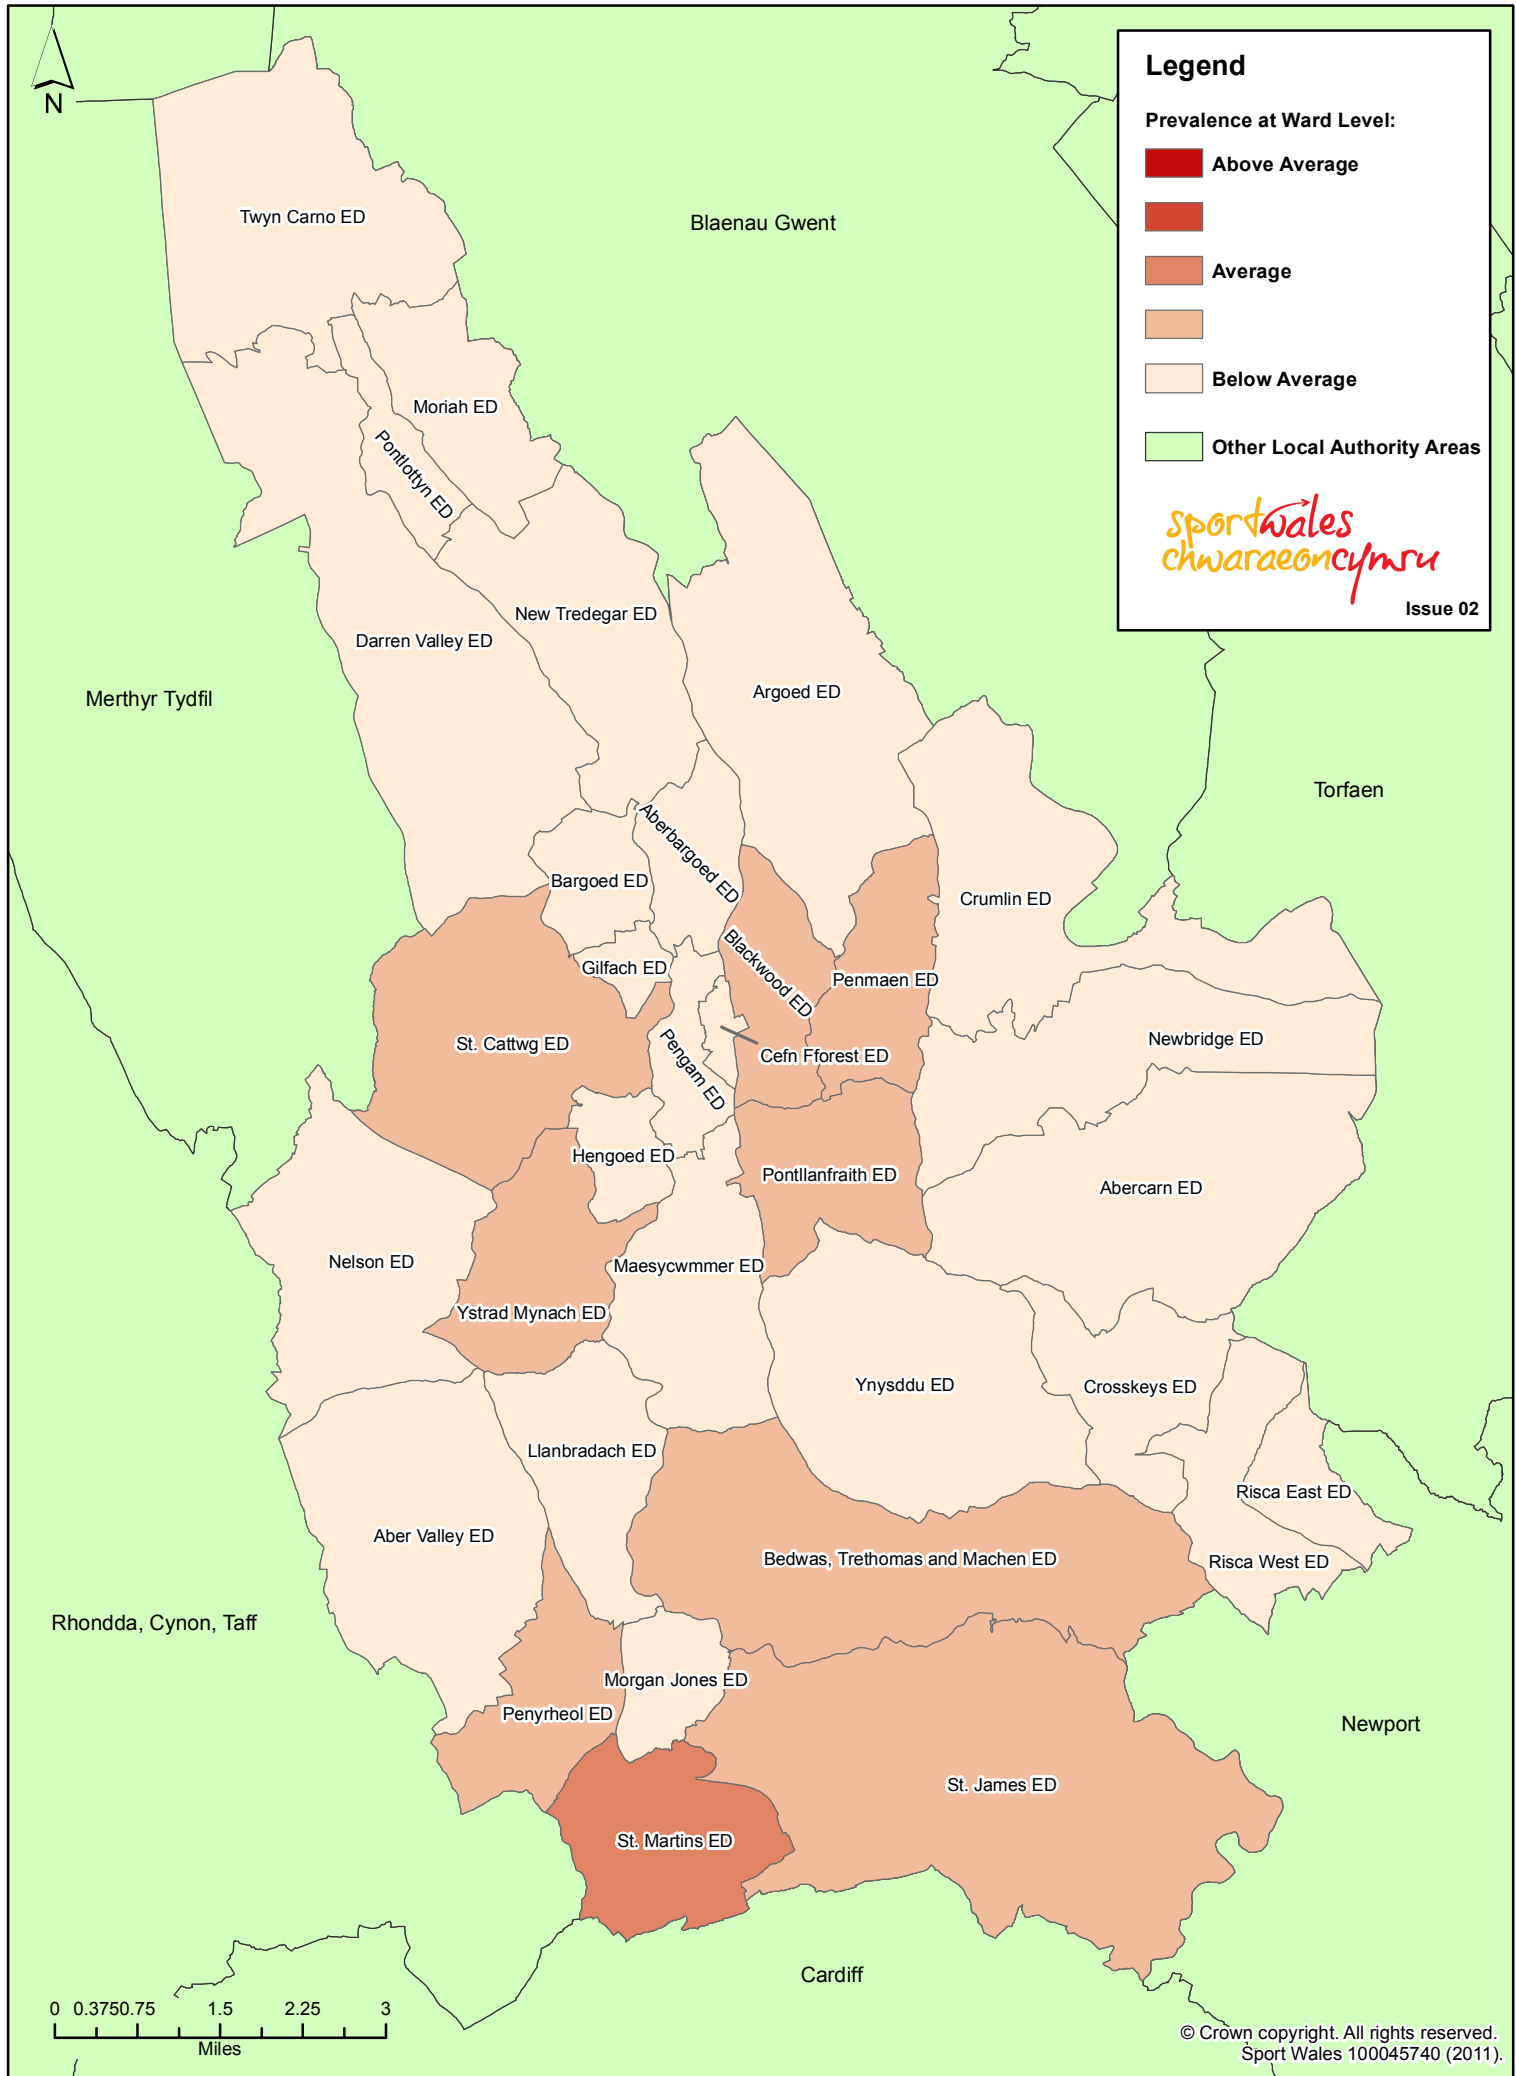 N
Legend
Prevalence at Ward Level:
Above Average
Average
Below Average
Other Local Authority Areas
sportwales
chwaraeoncymru
Issue 02
Twyn Carno ED
Blaenau Gwent
Moriah ED
Pontlottyn ED
New Tredegar ED
Darren Valley ED
Argoed ED
Merthyr Tydfil
Torfaen
Aberbargoed ED
Bargoed ED
Crumlin ED
Blackwood ED
Gilfach ED
Penmaen ED
St. Cattwg ED
Pengam ED
Cefn Fforest ED
Newbridge ED
Hengoed ED
Pontllanfraith ED
Abercarn ED
Nelson ED
Maesycwmmer ED
Ystrad Mynach ED
Ynysddu ED
Crosskeys ED
Llanbradach ED
Risca East ED
Aber Valley ED
Bedwas, Trethomas and Machen ED
Risca West ED
Rhondda, Cynon, Taff
Morgan Jones ED
Penyrheol ED
Newport
St. James ED
St. Martins ED
Cardiff
0 0.3750.75 1.5 2.25 3
Miles
© Crown copyright. All rights reserved.
Sport Wales 100045740 (2011).